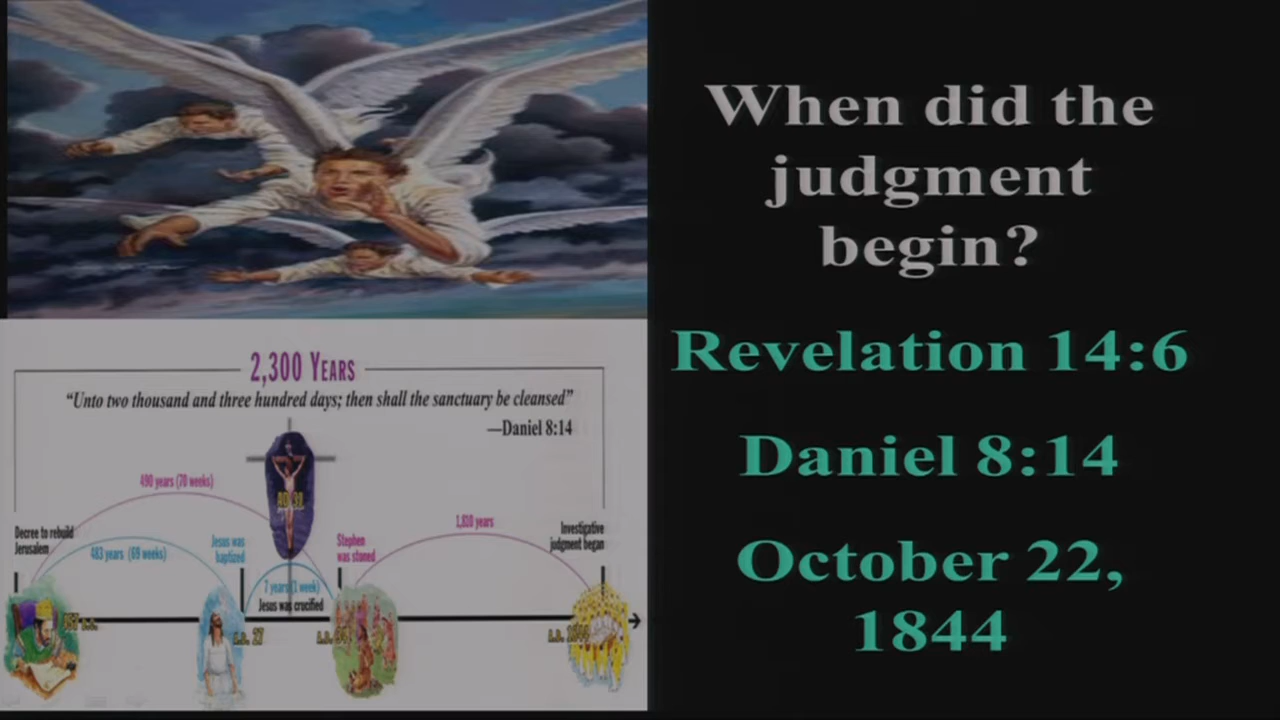 When did the
judgment
begin?
Revelation 14:6
Daniel 8:14
October 22,
1844
2,300 YEARS
“Unto two thousand and three hundred days; then shall the sanctuary be cleansed”
—Daniel 8:14
490 years (70 weeks)
Decree to rebuild
Jerusalem
483 years (69 weeks)
Jesus was
baptized
7 years (1 week)
Jesus was crucified
Stephen
was stoned
1,810 years
Investigative
judgment began
A.D. 27